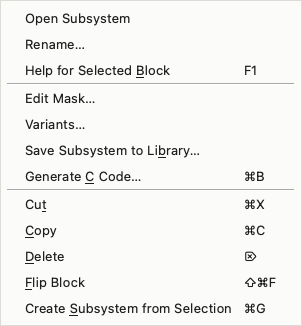 Open Subsystem
Rename...
Help for Selected Block F1
Edit Mask...
Variants...
Save Subsystem to Library...
Generate C Code... ⌘B
Cut ⌘X
Copy ⌘C
Delete ⌦
Flip Block ⇧⌘F
Create Subsystem from Selection ⌘G